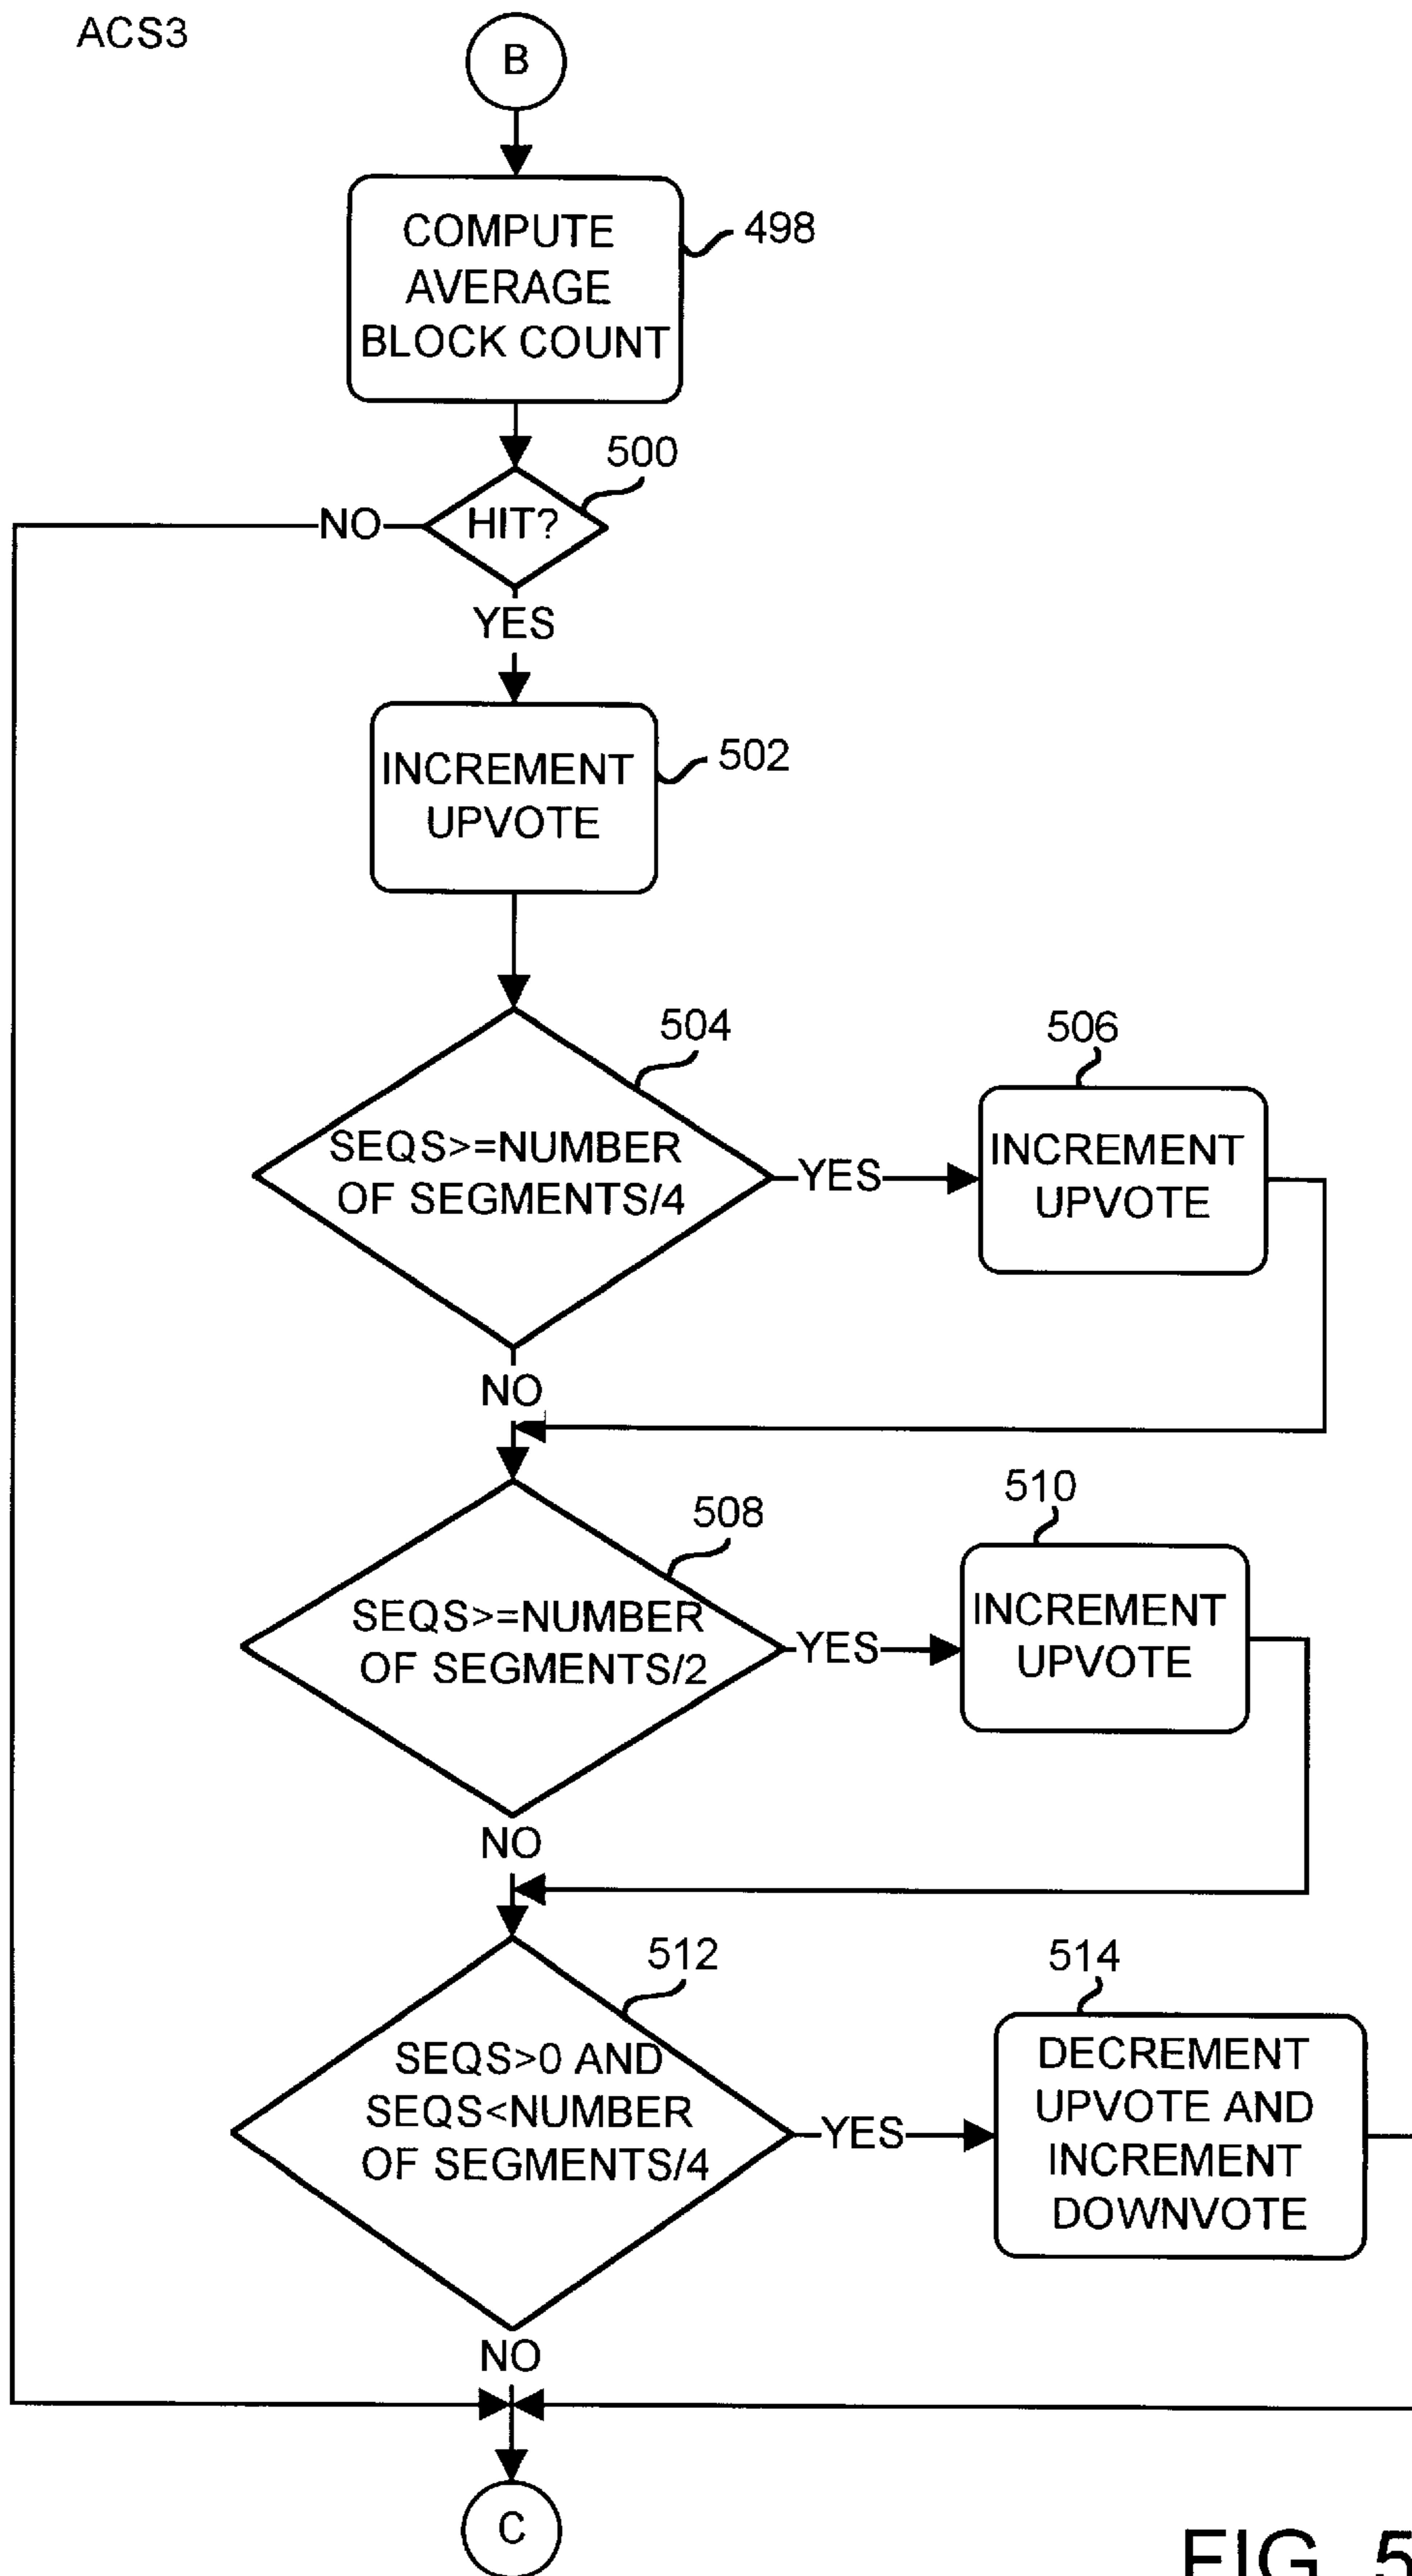 ACS3
B
COMPUTE
AVERAGE
BLOCK COUNT
498
500
HIT?
NO
YES
INCREMENT
UPVOTE
502
504
SEQS>=NUMBER
OF SEGMENTS/4
YES
506
INCREMENT
UPVOTE
NO
508
SEQS>=NUMBER
OF SEGMENTS/2
YES
510
INCREMENT
UPVOTE
NO
512
SEQS>0 AND
SEQS<NUMBER
OF SEGMENTS/4
YES
514
DECREMENT
UPVOTE AND
INCREMENT
DOWNVOTE
NO
C
FIG. 5